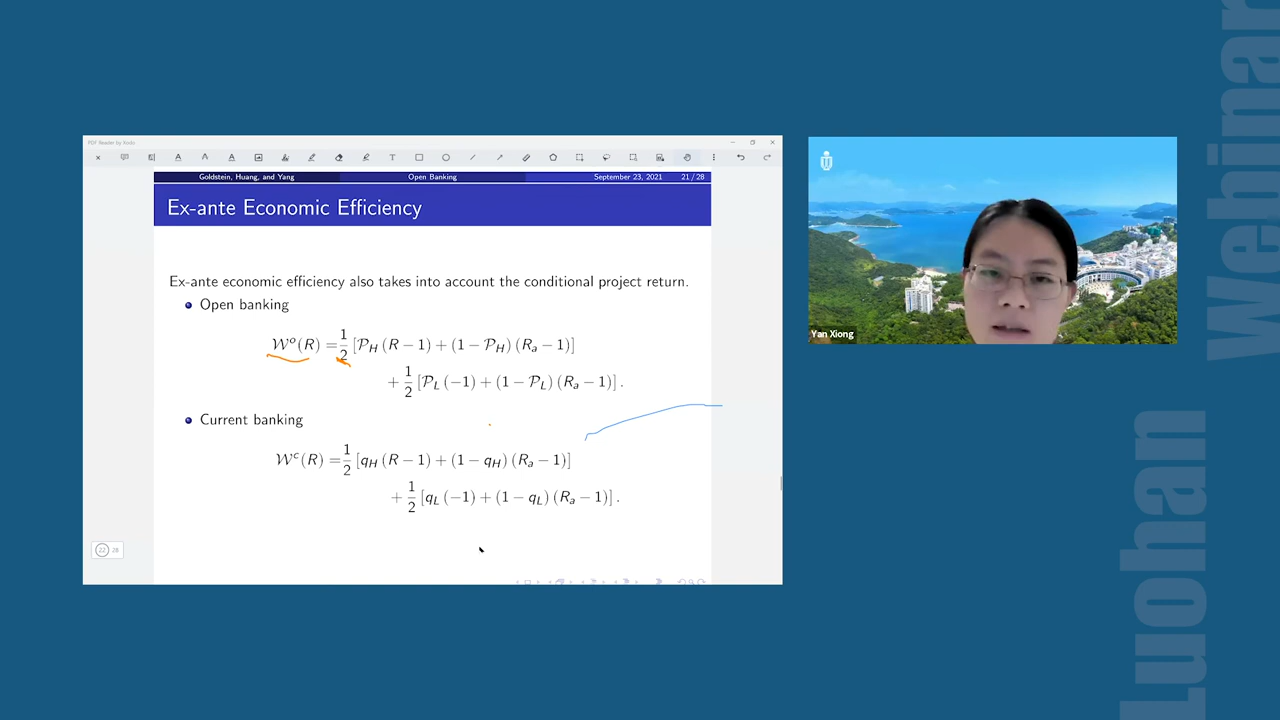 PDF Reader by Xodo
Goldstein, Huang, and Yang Open Banking September 23, 2021 21 / 28
Ex-ante Economic Efficiency
Ex-ante economic efficiency also takes into account the conditional project return.
Open banking
𝒲ᵒ(R) = 1/2 [𝒫_H (R − 1) + (1 − 𝒫_H) (R_a − 1)]
+ 1/2 [𝒫_L (−1) + (1 − 𝒫_L) (R_a − 1)] .
Current banking
𝒲ᶜ(R) = 1/2 [q_H (R − 1) + (1 − q_H) (R_a − 1)]
+ 1/2 [q_L (−1) + (1 − q_L) (R_a − 1)] .
22 28
Yan Xiong
Luohan Webinar